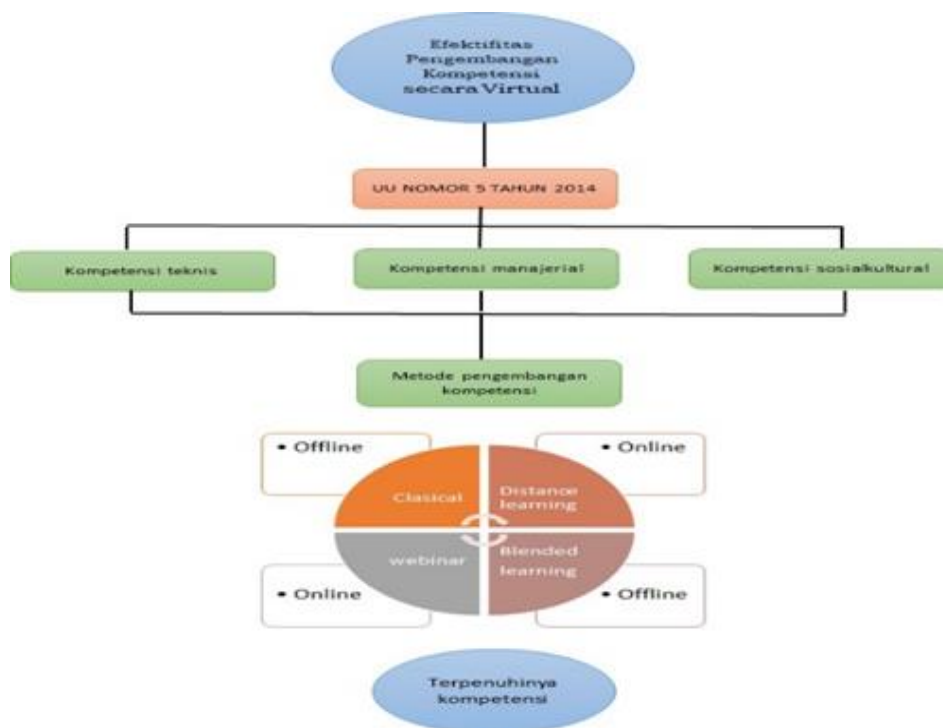 Efektifitas
Pengembangan
Kompetensi
secara Virtual
UU NOMOR 5 TAHUN 2014
Kompetensi teknis
Kompetensi manajerial
Kompetensi sosialkultural
Metode pengembangan
kompetensi
• Offline
• Online
Clasical
Distance
learning
webinar
Blended
learning
• Online
• Offline
Terpenuhinya
kompetensi